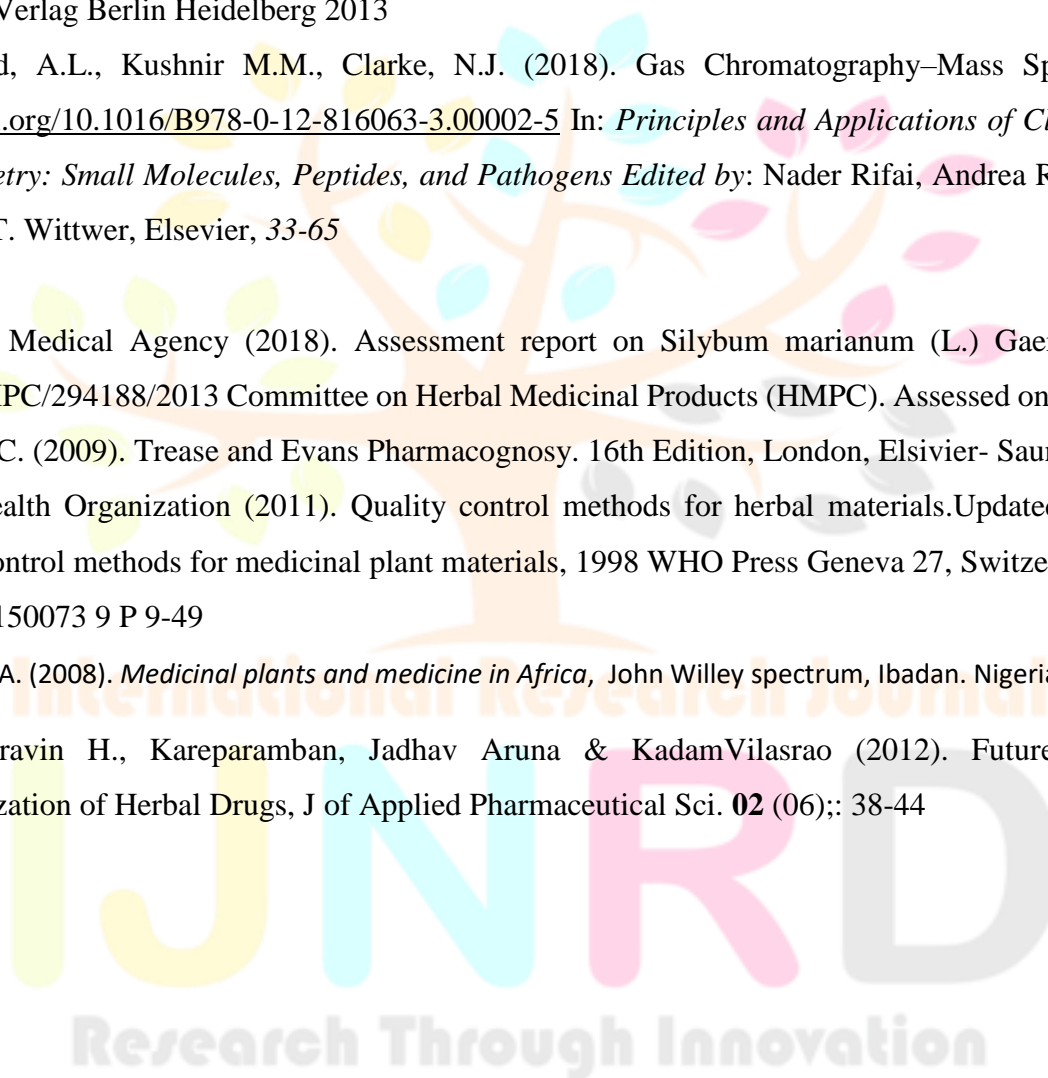 Verlag Berlin Heidelberg 2013
d, A.L., Kushnir M.M., Clarke, N.J. (2018). Gas Chromatography–Mass Sp
.org/10.1016/B978-0-12-816063-3.00002-5 In: Principles and Applications of Cl
etry: Small Molecules, Peptides, and Pathogens Edited by: Nader Rifai, Andrea R
T. Wittwer, Elsevier, 33-65
Medical Agency (2018). Assessment report on Silybum marianum (L.) Gaer
IPC/294188/2013 Committee on Herbal Medicinal Products (HMPC). Assessed on
C. (2009). Trease and Evans Pharmacognosy. 16th Edition, London, Elsivier- Saun
ealth Organization (2011). Quality control methods for herbal materials.Updated
ontrol methods for medicinal plant materials, 1998 WHO Press Geneva 27, Switze
150073 9 P 9-49
A. (2008). Medicinal plants and medicine in Africa, John Willey spectrum, Ibadan. Nigeria
International Research Journal
ravin H., Kareparamban, Jadhav Aruna & KadamVilasrao (2012). Future
zation of Herbal Drugs, J of Applied Pharmaceutical Sci. 02 (06);: 38-44
IJNRD
Research Through Innovation